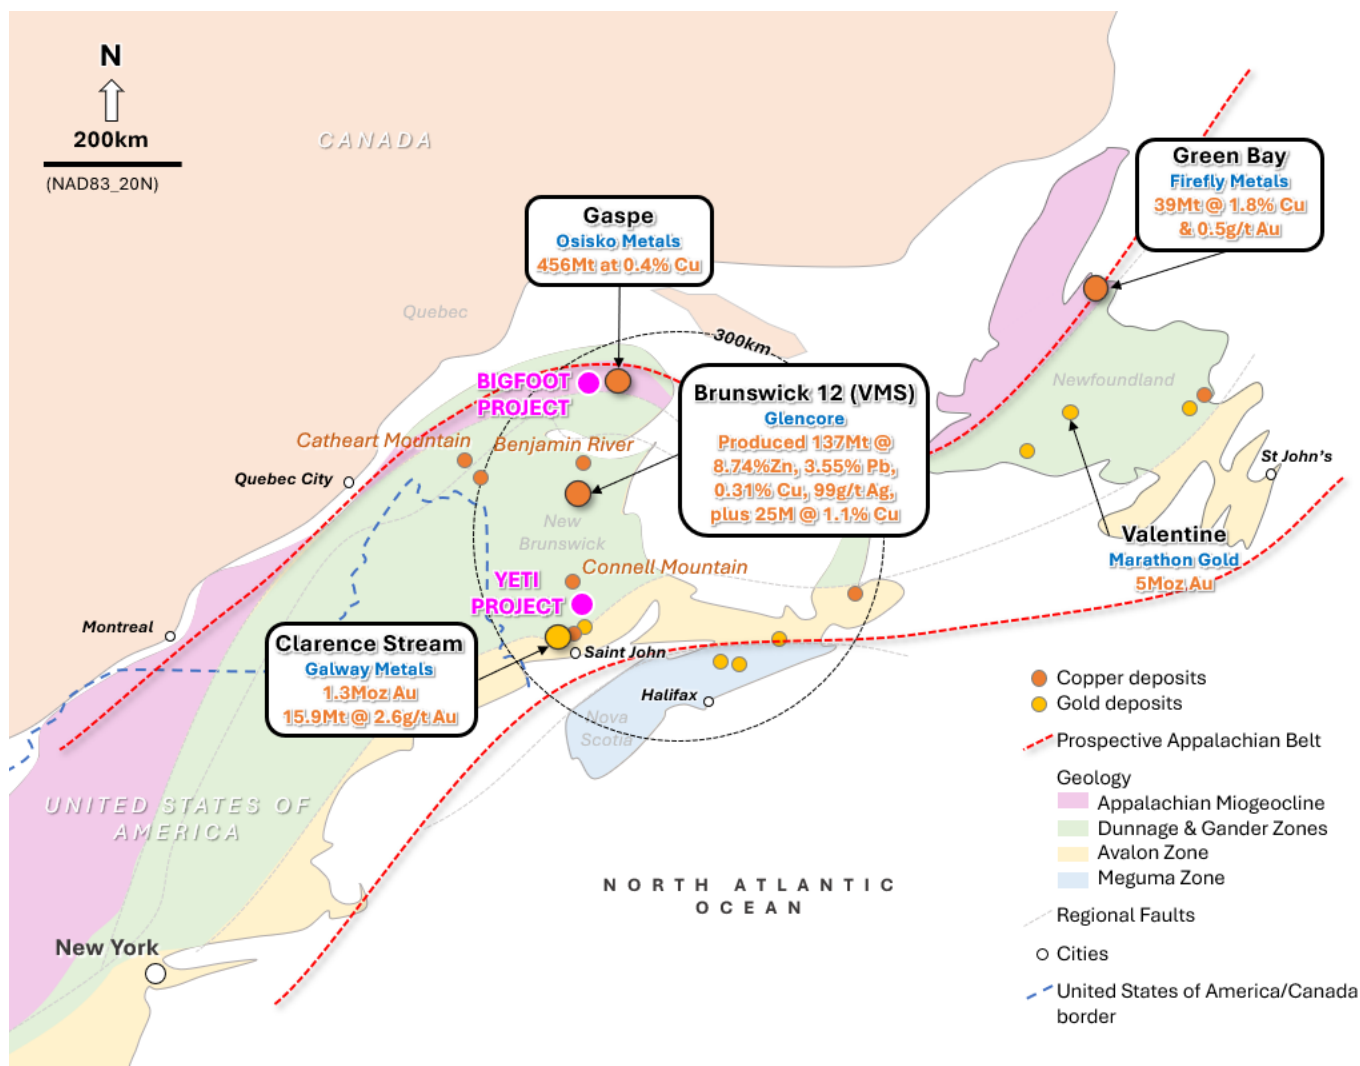 N
200km
(NAD83_20N)
CANADA
Green Bay
Firefly Metals
39Mt @ 1.8% Cu
& 0.5g/t Au
Gaspe
Osisko Metals
456Mt at 0.4% Cu
Quebec
300km
BIGFOOT
PROJECT
Brunswick 12 (VMS)
Glencore
Produced 137Mt @
8.74%Zn, 3.55% Pb,
0.31% Cu, 99g/t Ag,
plus 25M @ 1.1% Cu
Newfoundland
Catheart Mountain
Benjamin River
Quebec City
St John's
New
Brunswick
Valentine
Marathon Gold
5Moz Au
Connell Mountain
YETI
PROJECT
Montreal
Clarence Stream
Galway Metals
1.3Moz Au
15.9Mt @ 2.6g/t Au
Saint John
Halifax
Nova
Scotia
UNITED STATES OF
AMERICA
NORTH ATLANTIC
OCEAN
New York
Copper deposits
Gold deposits
Prospective Appalachian Belt
Geology
Appalachian Miogeocline
Dunnage & Gander Zones
Avalon Zone
Meguma Zone
Regional Faults
Cities
United States of America/Canada
border